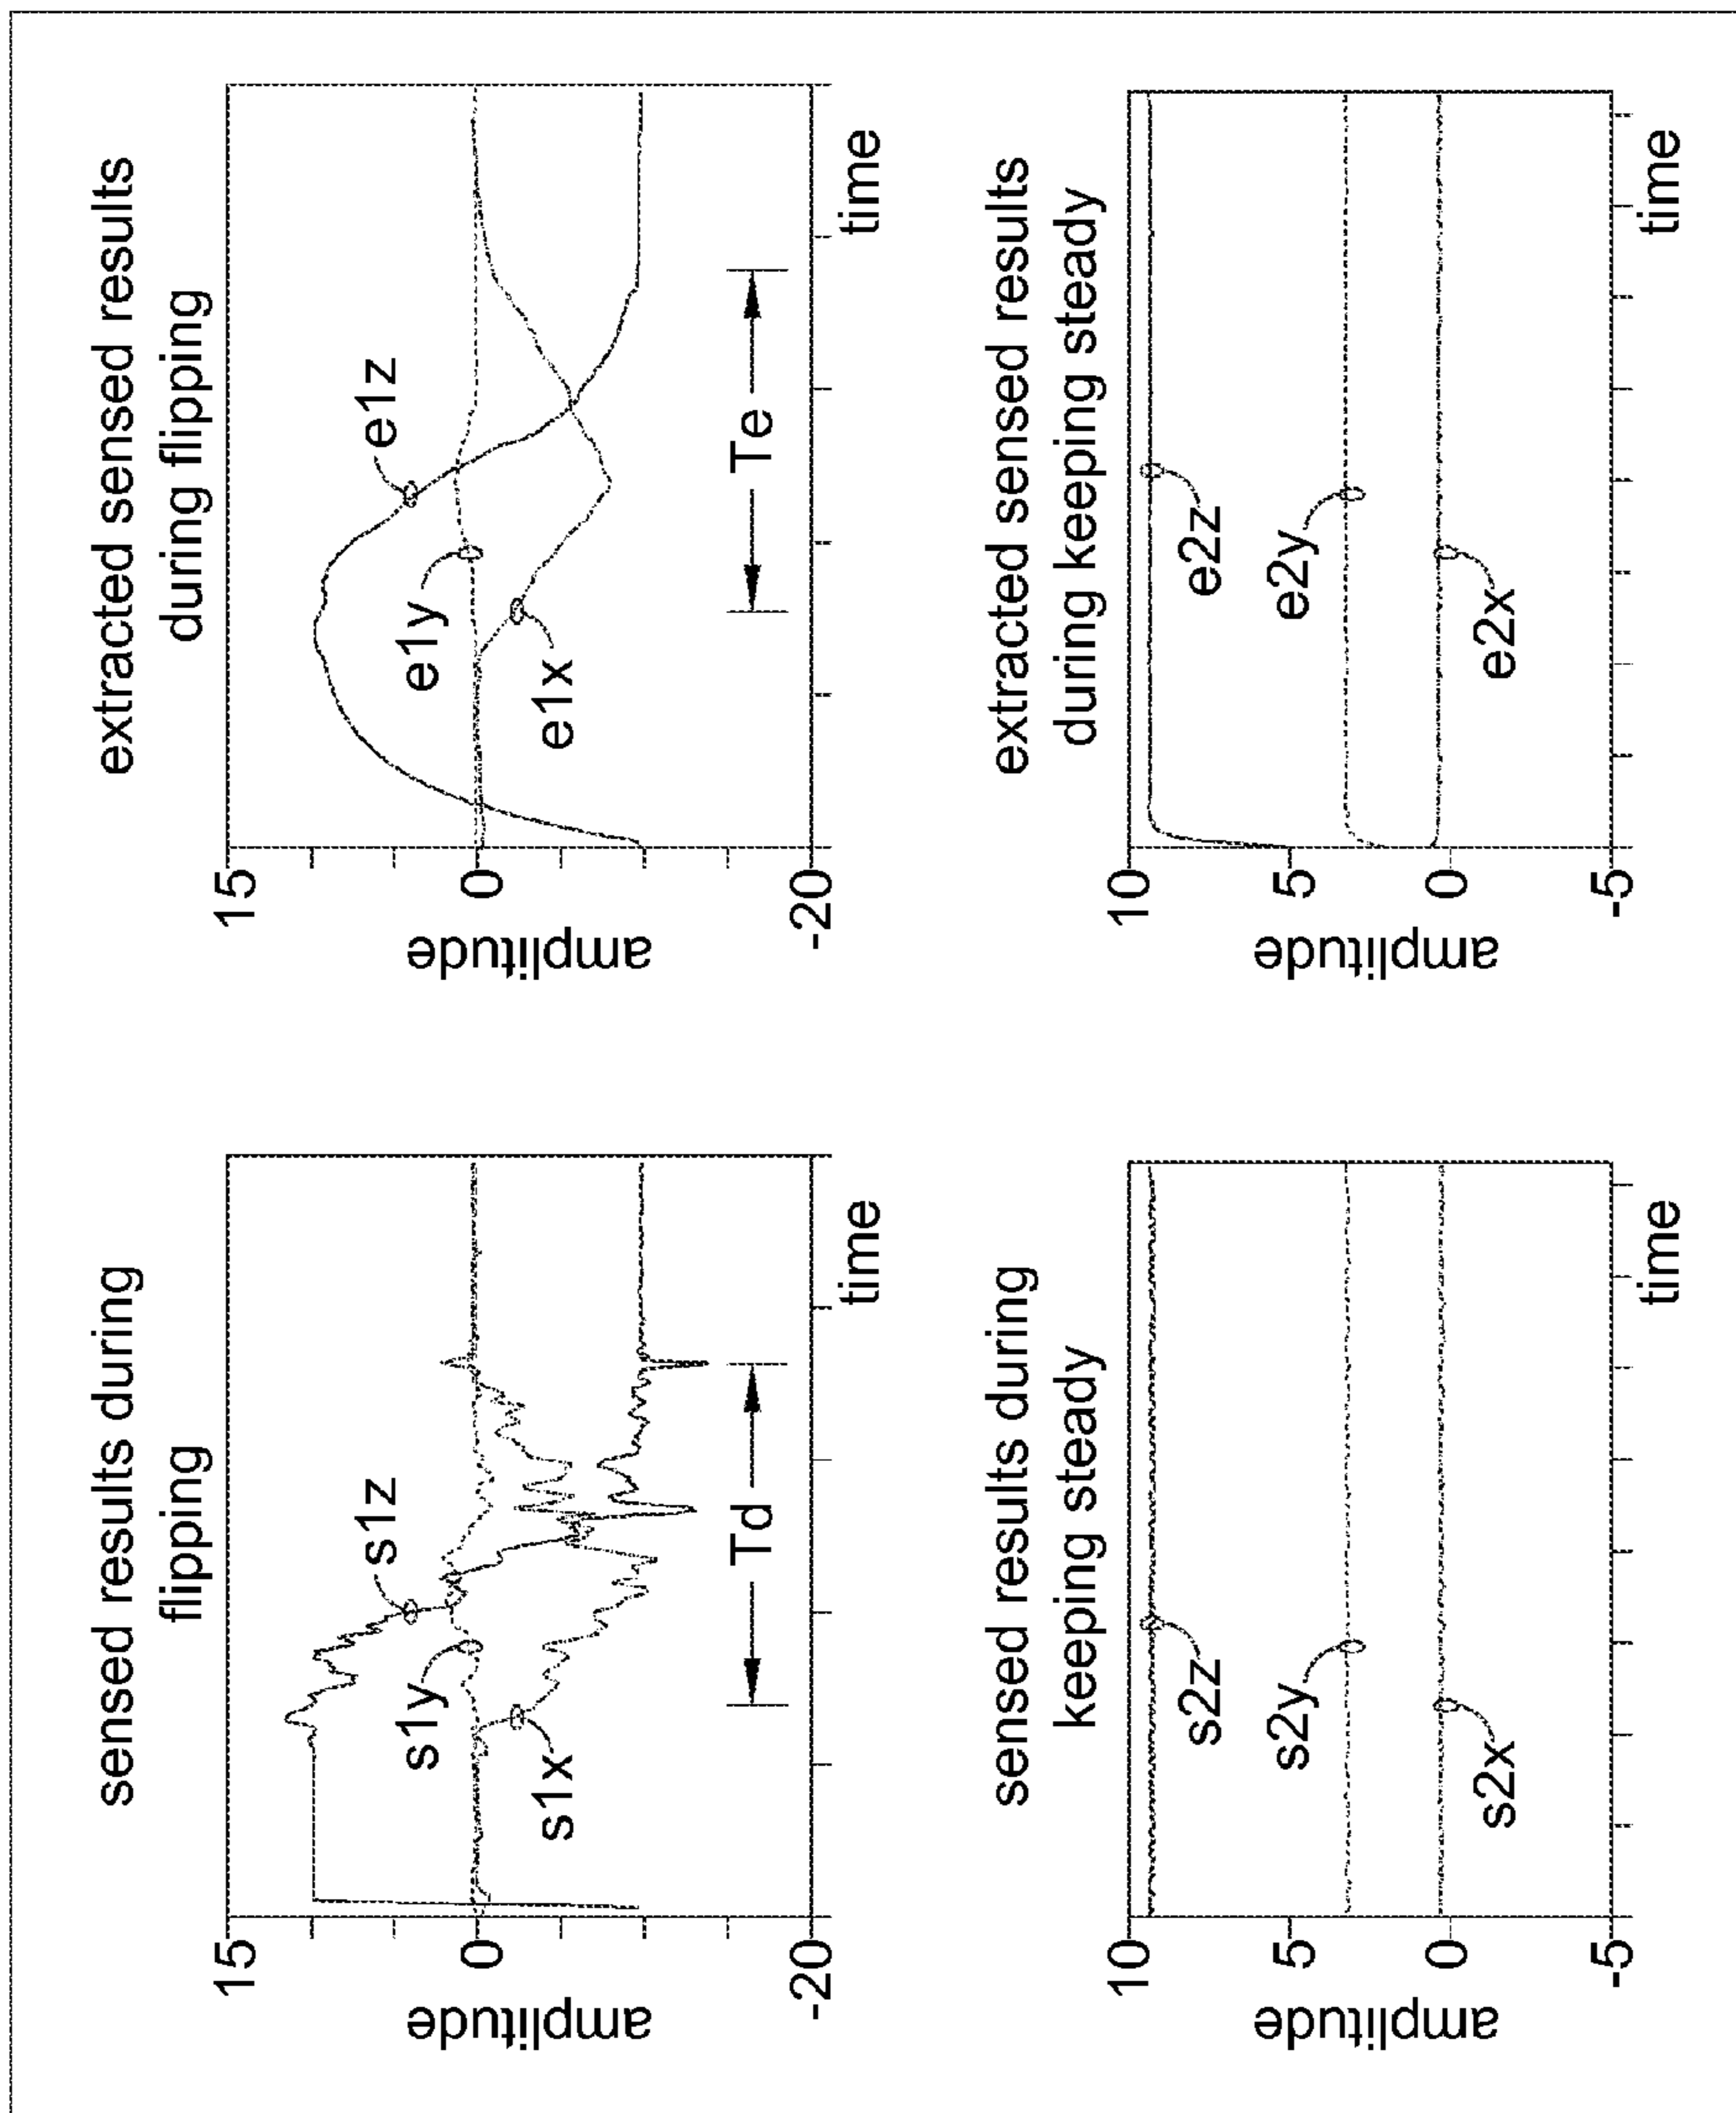 sensed results during
flipping
15
0
-20
amplitude
s1z
s1y
s1x
Td
time
extracted sensed results
during flipping
15
0
-20
amplitude
e1z
e1y
e1x
Te
time
sensed results during
keeping steady
10
5
0
-5
amplitude
s2z
s2y
s2x
time
extracted sensed results
during keeping steady
10
5
0
-5
amplitude
e2z
e2y
e2x
time